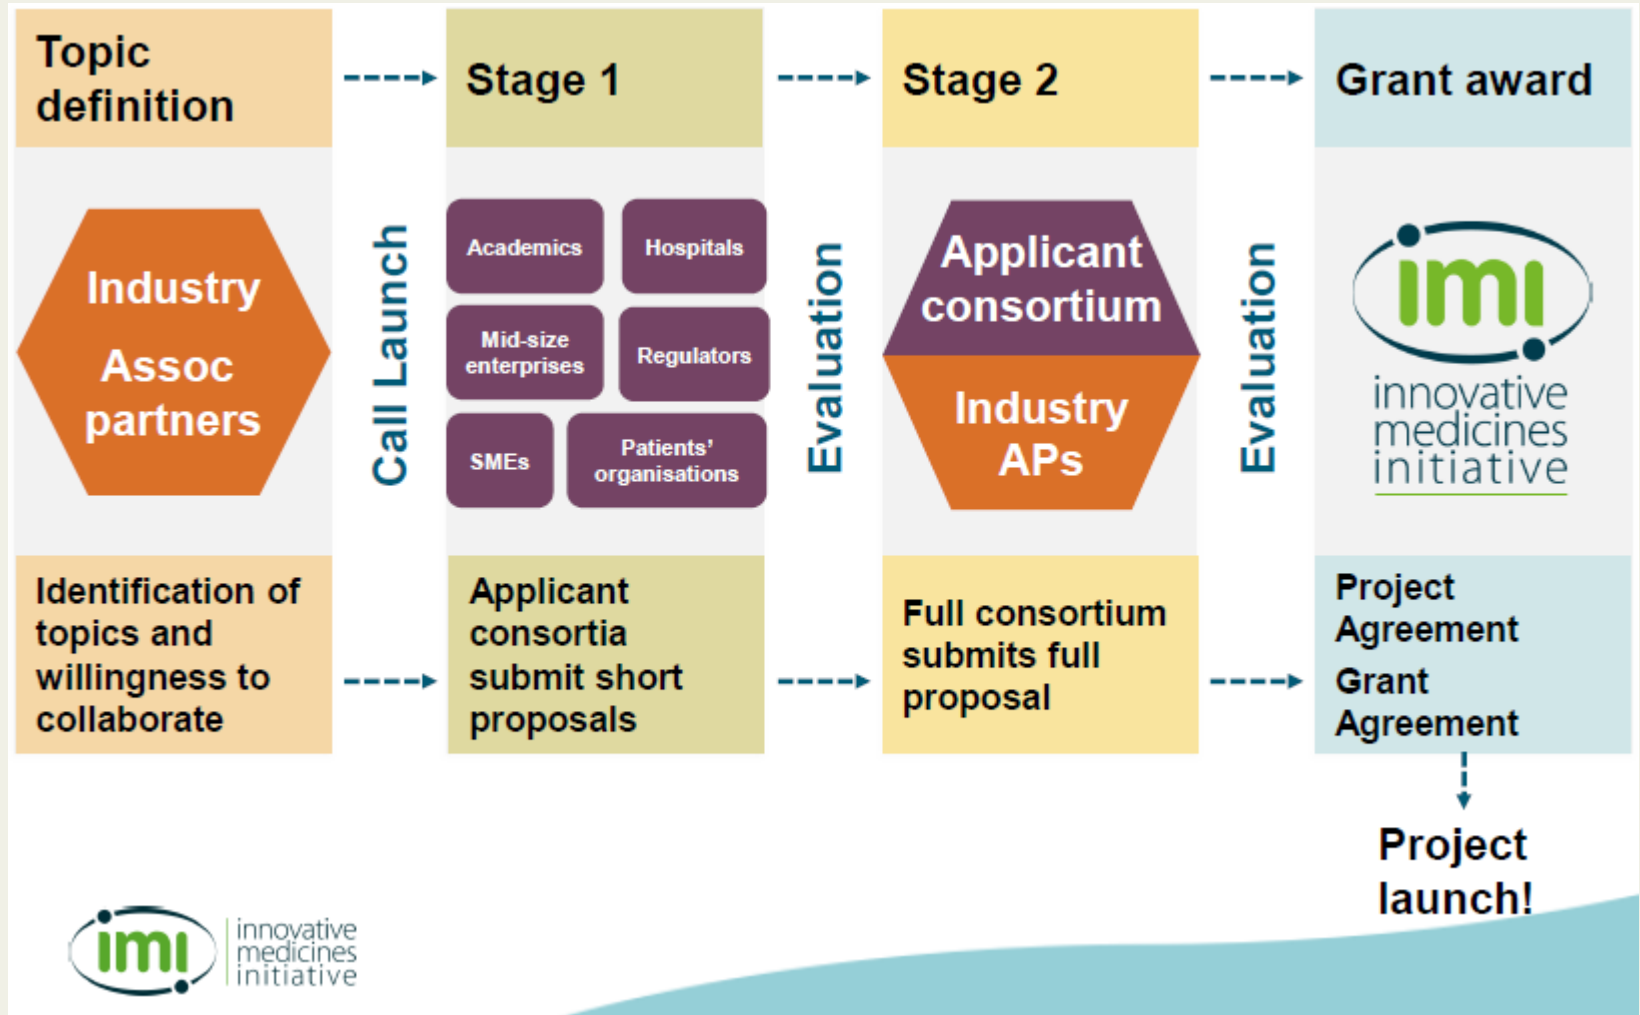 Topic
definition
Stage 1
Stage 2
Grant award
Industry
Assoc
partners
Call Launch
Academics
Hospitals
Mid-size
enterprises
Regulators
SMEs
Patients'
organisations
Evaluation
Applicant
consortium
Industry
APs
Evaluation
imi
innovative
medicines
initiative
Identification of
topics and
willingness to
collaborate
Applicant
consortia
submit short
proposals
Full consortium
submits full
proposal
Project
Agreement
Grant
Agreement
Project
launch!
imi
innovative
medicines
initiative